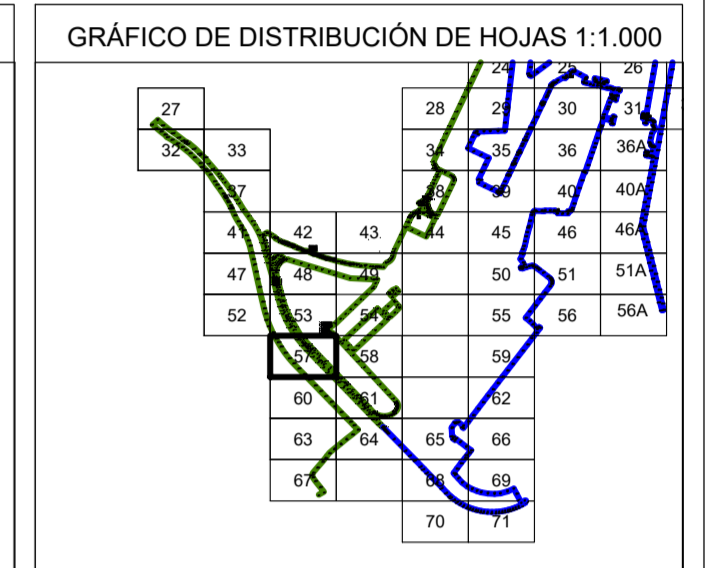 GRÁFICO DE DISTRIBUCIÓN DE HOJAS 1:1.000
24 25 26
27 28 29 30 31
32 33 34 35 36 36A
37 38 39 40 40A
41 42 43 44 45 46 46A
47 48 49 50 51 51A
52 53 54 55 56 56A
57 58 59
60 61 62
63 64 65 66
67 68 69
70 71